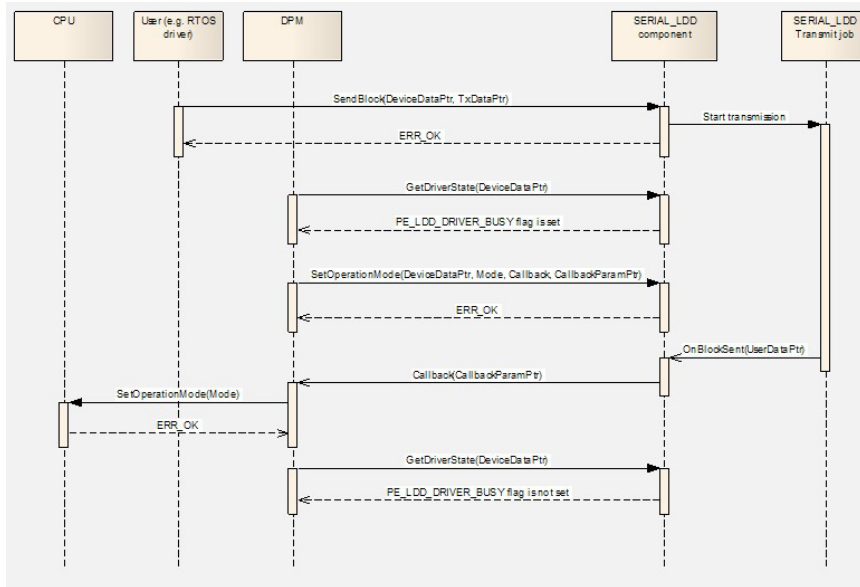 CPU
User (e.g. RTOS
driver)
DPM
SERIAL_LDD
component
SERIAL_LDD
Transmit job
SendBlock(DeviceDataPtr, TxDataPtr)
Start transmission
ERR_OK
GetDriverState(DeviceDataPtr)
PE_LDD_DRIVER_BUSY flag is set
SetOperationMode(DeviceDataPtr, Mode, Callback, CallbackParamPtr)
ERR_OK
OnBlockSent(UserDataPtr)
Callback(CallbackParamPtr)
SetOperationMode(Mode)
ERR_OK
GetDriverState(DeviceDataPtr)
PE_LDD_DRIVER_BUSY flag is not set